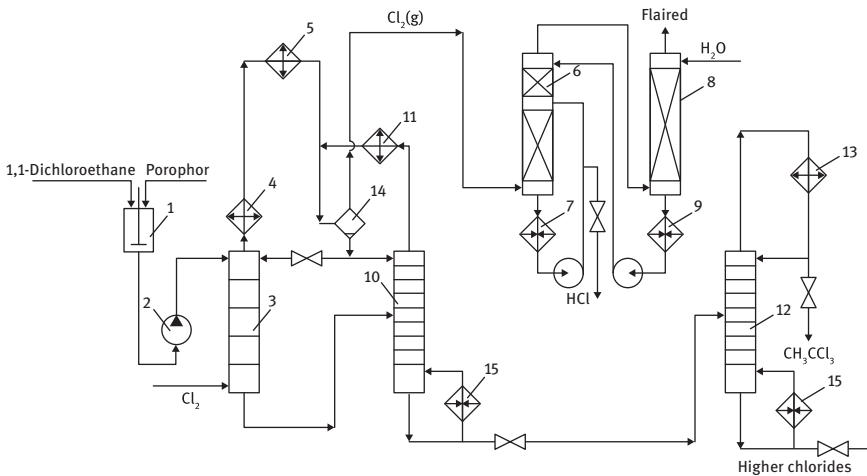 Cl₂(g)
Flaired
H₂O
5
6
8
11
13
1,1-Dichloroethane Porophor
4
14
1
7
9
10
2
3
12
HCl
CH₃CCl₃
15
15
Cl₂
Higher chlorides